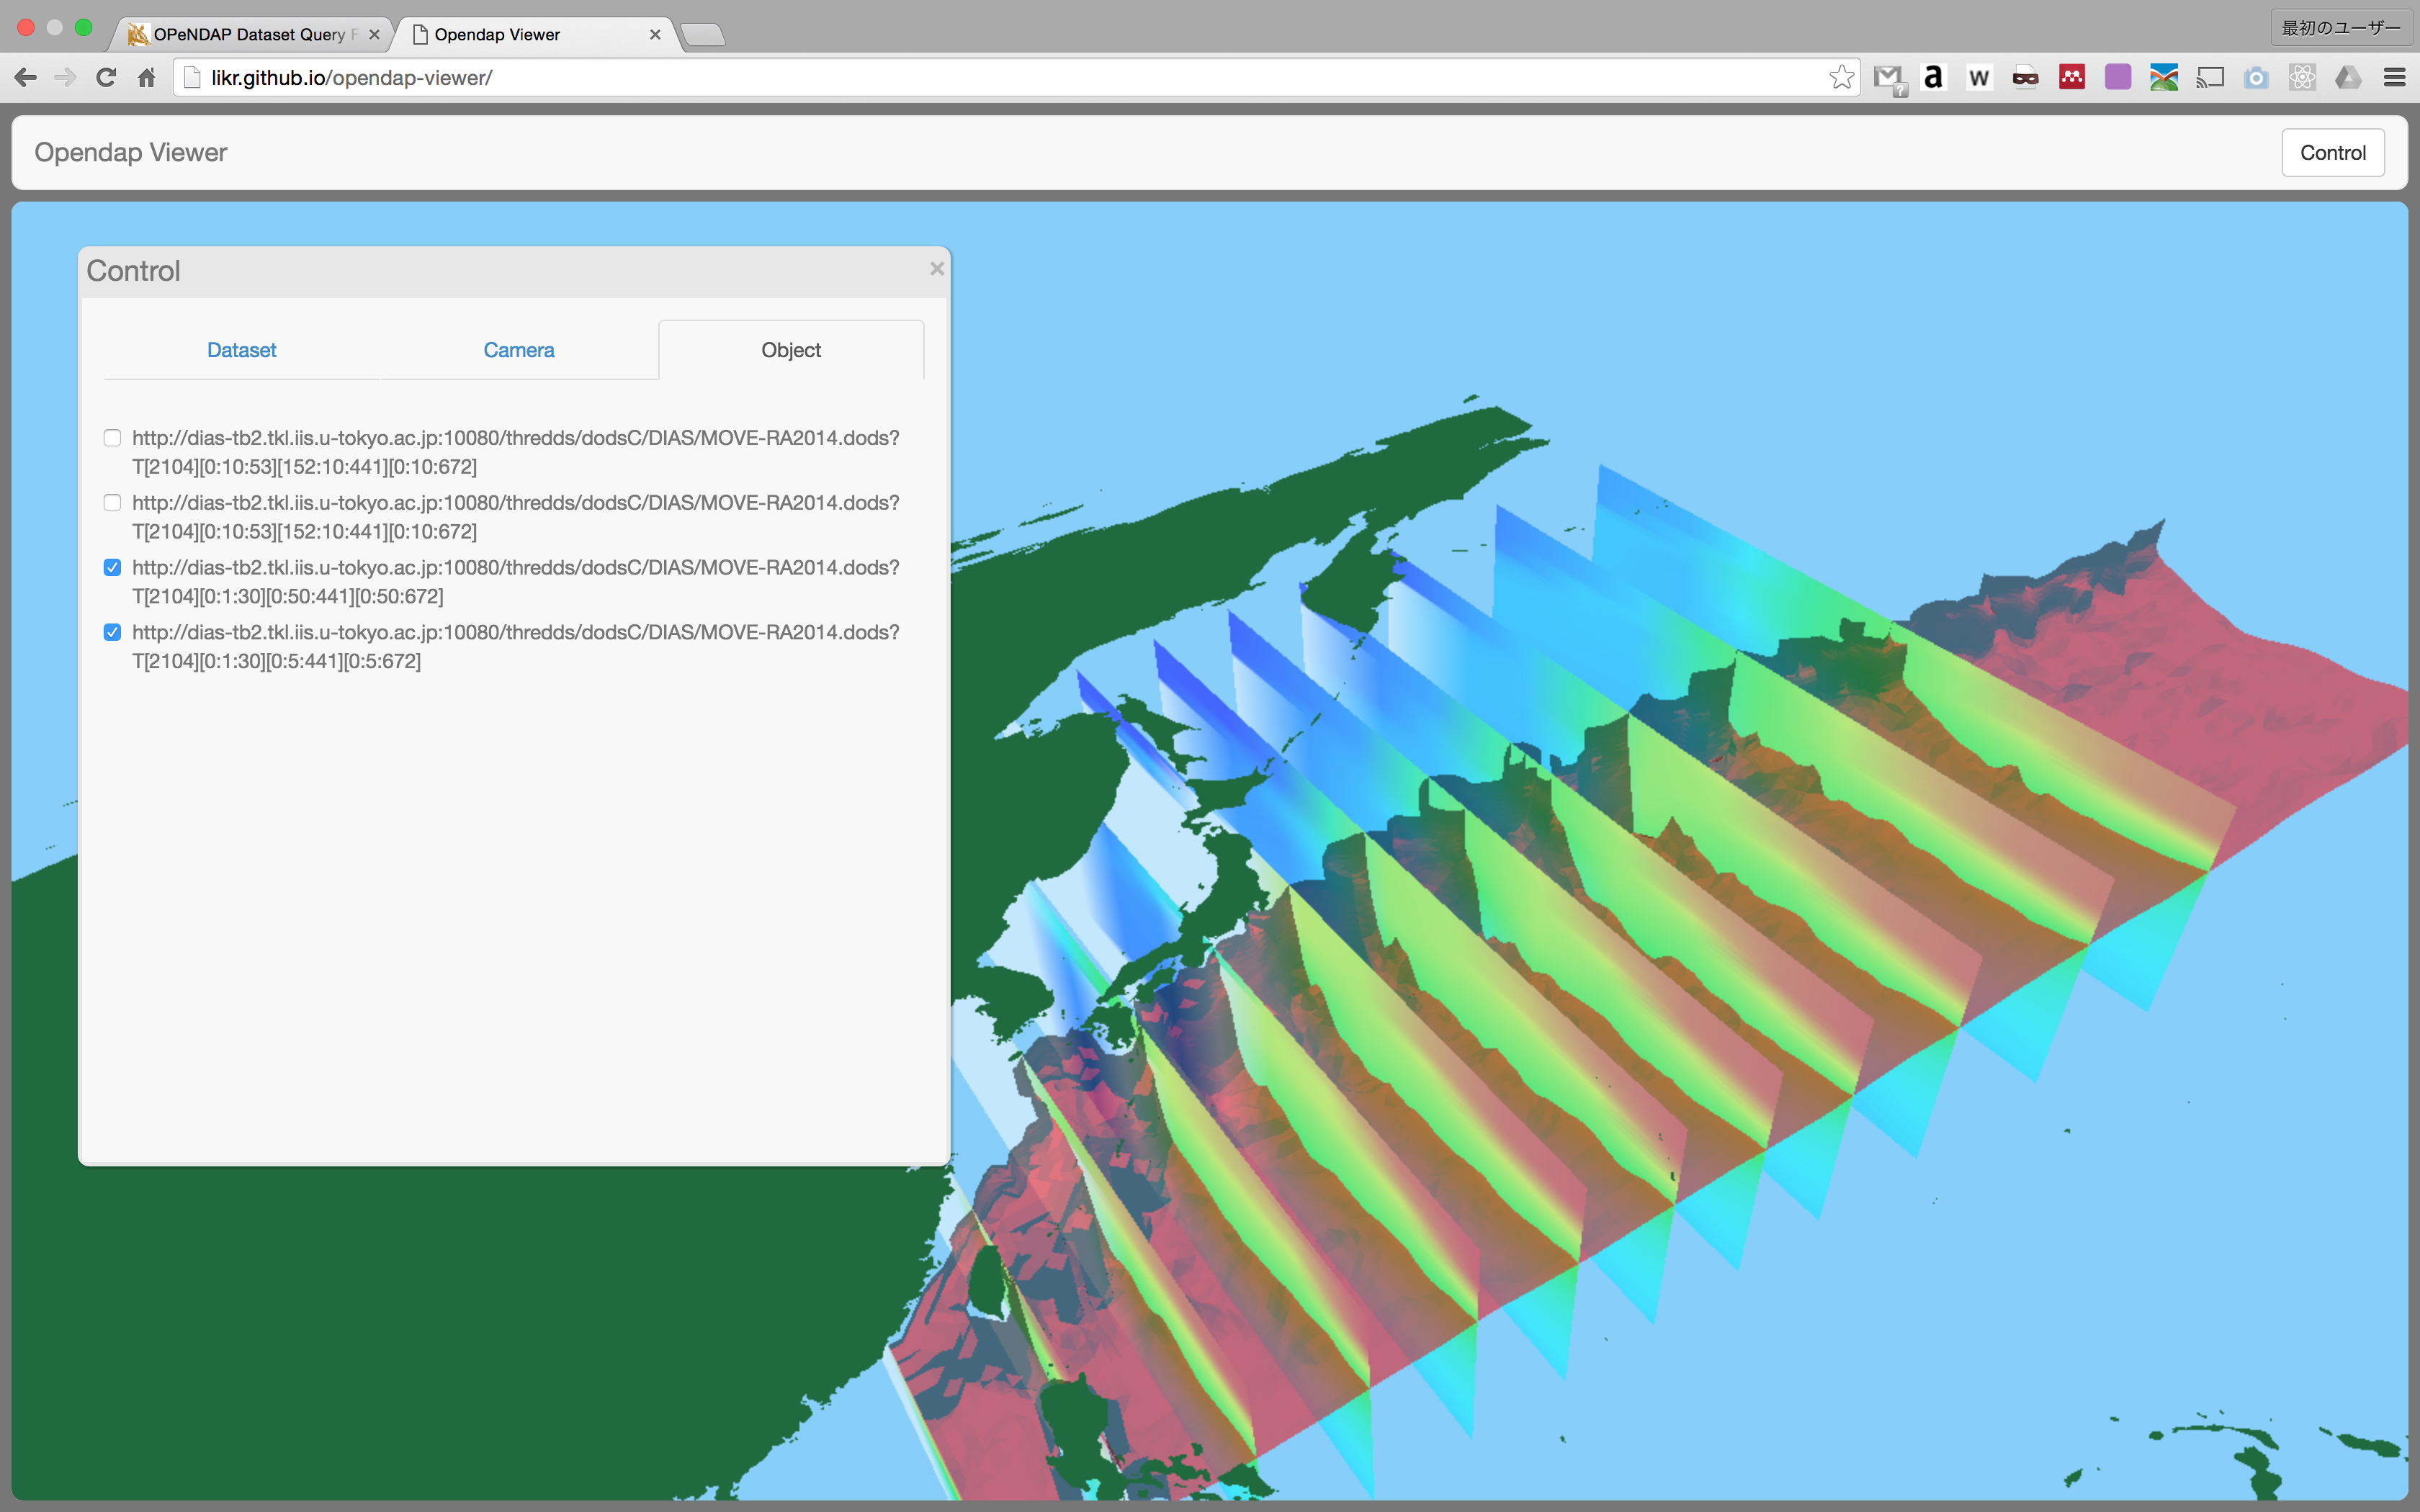 OPeNDAP Dataset Query F
Opendap Viewer
最初のユーザー
likr.github.io/opendap-viewer/
a
W
?
Opendap Viewer
Control
Control
Dataset
Camera
Object
http://dias-tb2.tkl.iis.u-tokyo.ac.jp:10080/thredds/dodsC/DIAS/MOVE-RA2014.dods?
T[2104][0:10:53][152:10:441][0:10:672]
http://dias-tb2.tkl.iis.u-tokyo.ac.jp:10080/thredds/dodsC/DIAS/MOVE-RA2014.dods?
T[2104][0:10:53][152:10:441][0:10:672]
http://dias-tb2.tkl.iis.u-tokyo.ac.jp:10080/thredds/dodsC/DIAS/MOVE-RA2014.dods?
T[2104][0:1:30][0:50:441][0:50:672]
http://dias-tb2.tkl.iis.u-tokyo.ac.jp:10080/thredds/dodsC/DIAS/MOVE-RA2014.dods?
T[2104][0:1:30][0:5:441][0:5:672]